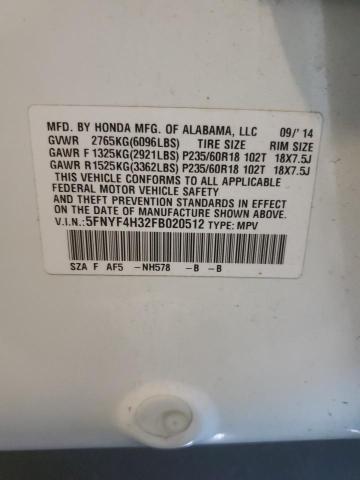 MFD. BY HONDA MFG. OF ALABAMA, LLC 09/'14
GVWR 2765KG(6096LBS) TIRE SIZE RIM SIZE
GAWR F 1325KG(2921LBS) P235/60R18 102T 18X7.5J
GAWR R 1525KG(3362LBS) P235/60R18 102T 18X7.5J
THIS VEHICLE CONFORMS TO ALL APPLICABLE
FEDERAL MOTOR VEHICLE SAFETY
AND THEFT PREVENTION STANDARDS IN EFFECT
ON THE DATE OF MANUFACTURE SHOWN ABOVE.
V.I.N.: 5FNYF4H32FB020512 TYPE: MPV
SZA F AF5 -NH578 -B -B